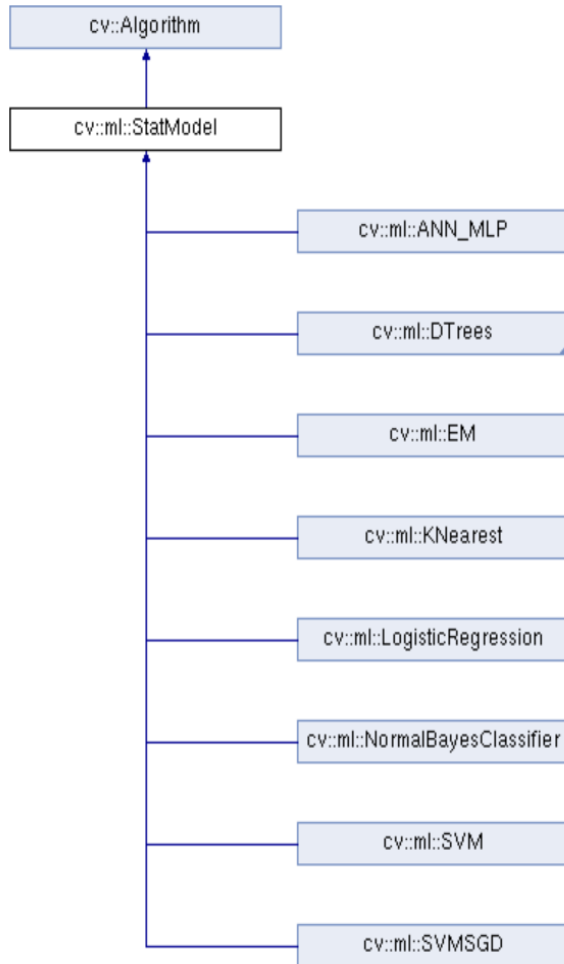 cv::Algorithm
cv::ml::StatModel
cv::ml::ANN_MLP
cv::ml::DTrees
cv::ml::EM
cv::ml::KNearest
cv::ml::LogisticRegression
cv::ml::NormalBayesClassifier
cv::ml::SVM
cv::ml::SVMSGD